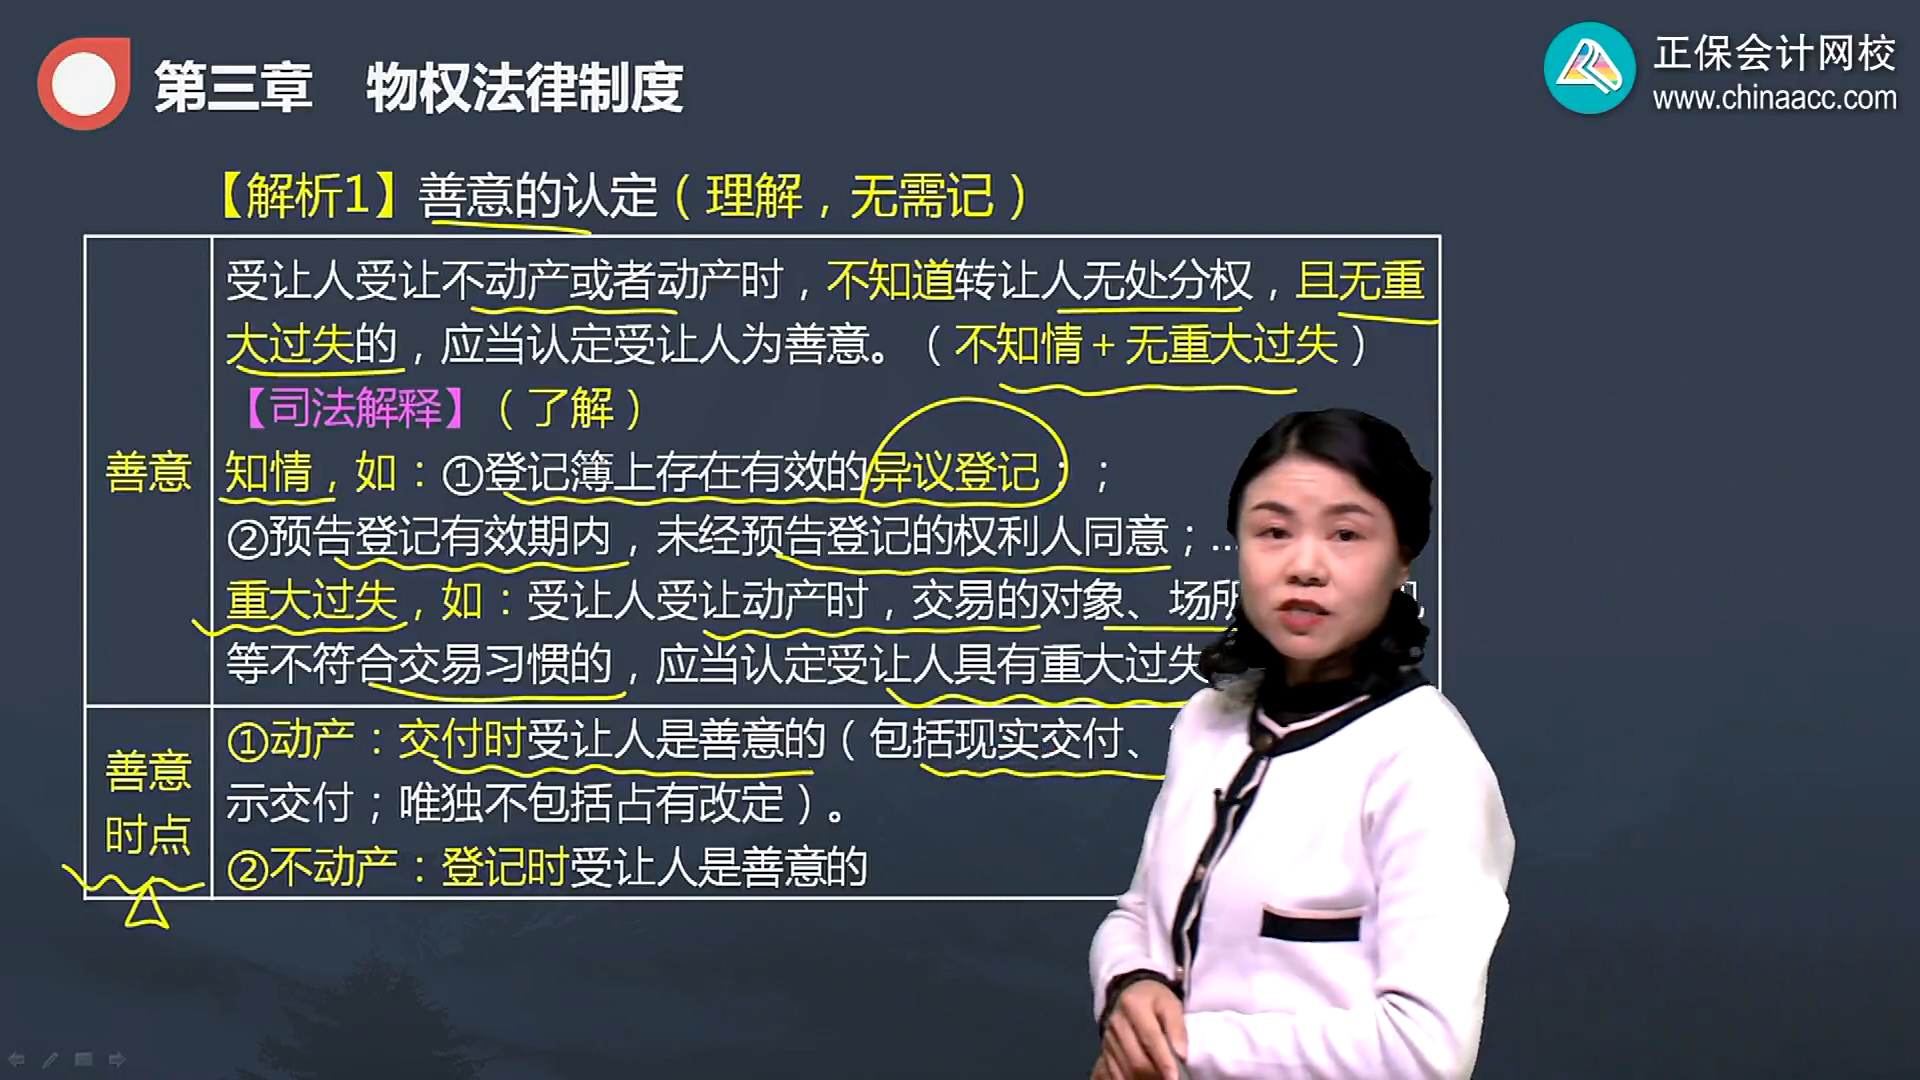 第三章 物权法律制度
正保会计网校
www.chinaacc.com
【解析1】善意的认定（理解，无需记）
善意
受让人受让不动产或者动产时，不知道转让人无处分权，且无重
大过失的，应当认定受让人为善意。（不知情＋无重大过失）
【司法解释】（了解）
知情，如：①登记簿上存在有效的异议登记；；
②预告登记有效期内，未经预告登记的权利人同意；…
重大过失，如：受让人受让动产时，交易的对象、场所
等不符合交易习惯的，应当认定受让人具有重大过失
善意
时点
①动产：交付时受让人是善意的（包括现实交付、
示交付；唯独不包括占有改定）。
②不动产：登记时受让人是善意的